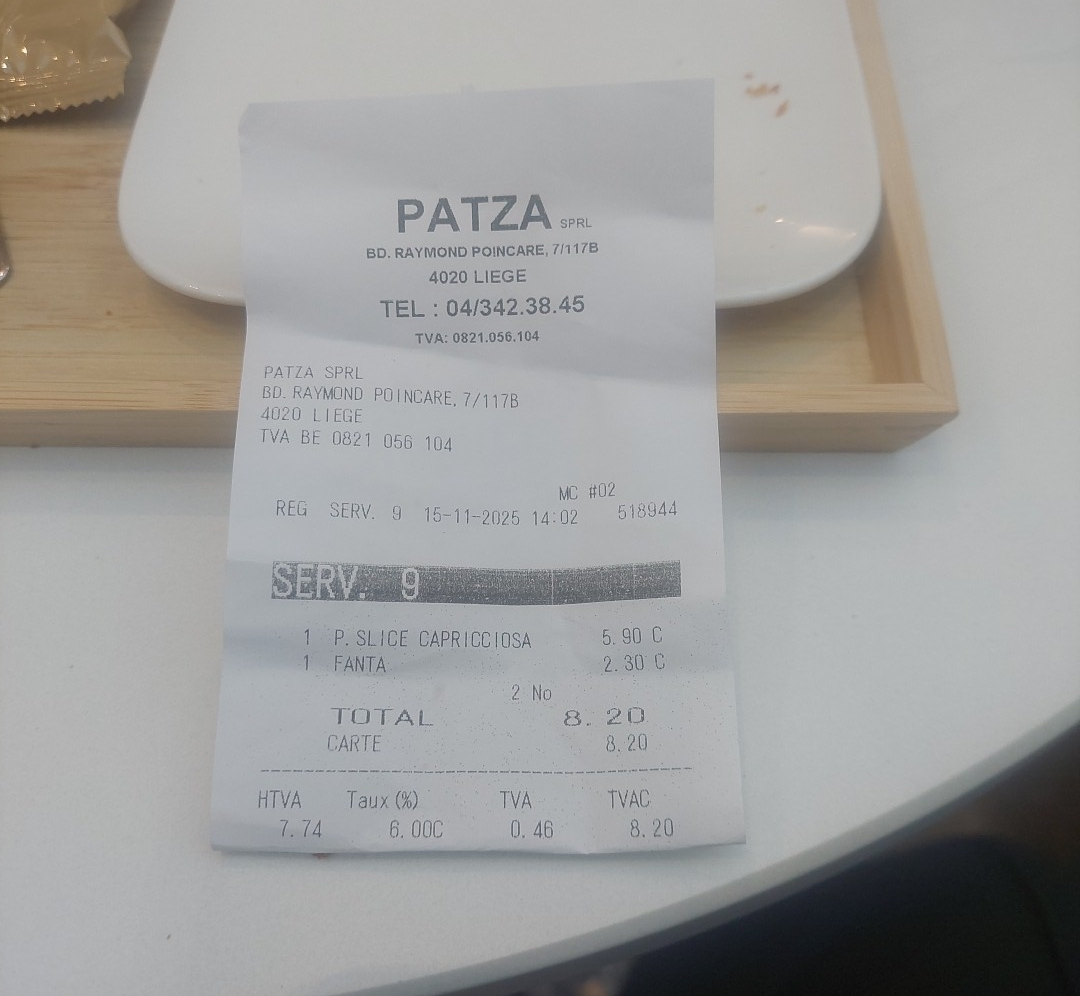 PATZA SPRL
BD. RAYMOND POINCARE, 7/117B
4020 LIEGE
TEL : 04/342.38.45
TVA: 0821.056.104
PATZA SPRL
BD. RAYMOND POINCARE, 7/117B
4020 LIEGE
TVA BE 0821 056 104
MC #02
REG SERV. 9 15-11-2025 14:02 518944
SERV. 9
1 P. SLICE CAPRICCIOSA 5.90 C
1 FANTA 2.30 C
2 No
TOTAL 8.20
CARTE 8.20
HTVA Taux (%) TVA TVAC
7.74 6.00C 0.46 8.20